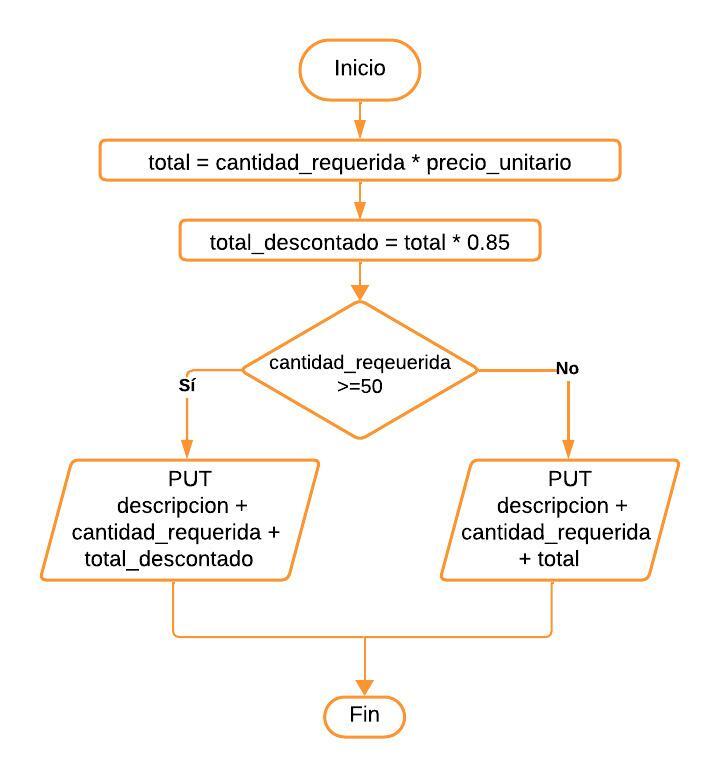 Inicio
total = cantidad_requerida * precio_unitario
total_descontado = total * 0.85
cantidad_reqeuerida
>=50
Sí
No
PUT
descripcion +
cantidad_requerida +
total_descontado
PUT
descripcion +
cantidad_requerida
+ total
Fin